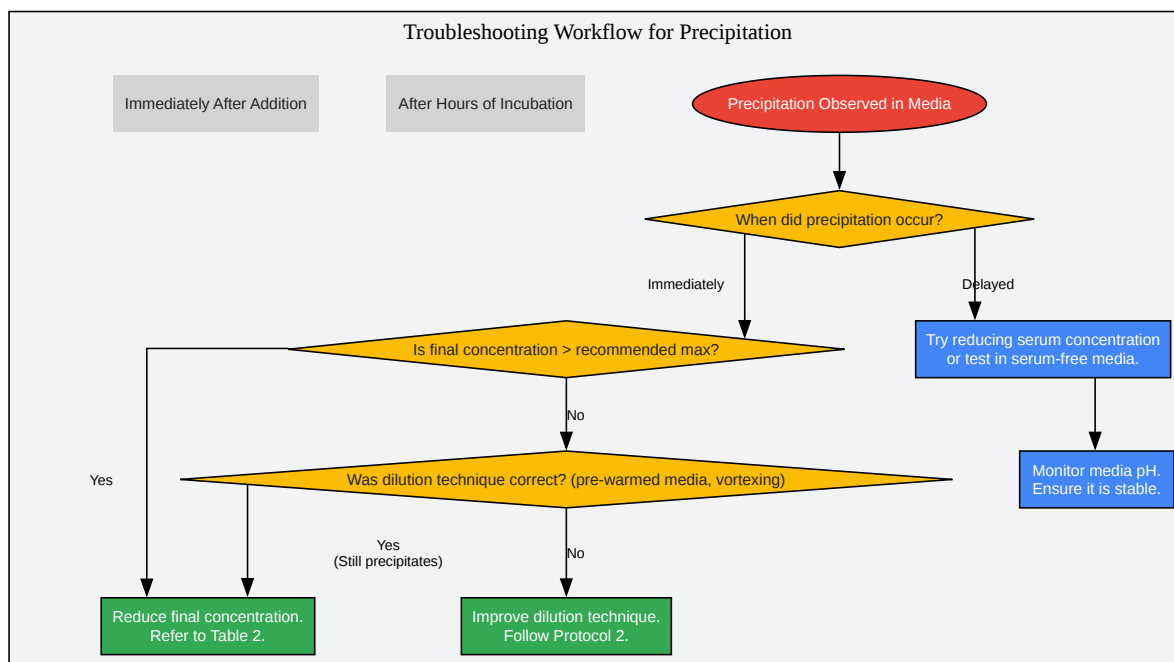 Troubleshooting Workflow for Precipitation
Immediately After Addition
After Hours of Incubation
Precipitation Observed in Media
When did precipitation occur?
Immediately
Delayed
Is final concentration > recommended max?
Try reducing serum concentration
or test in serum-free media.
No
Yes
Was dilution technique correct? (pre-warmed media, vortexing)
Monitor media pH.
Ensure it is stable.
Yes
(Still precipitates)
No
Reduce final concentration.
Refer to Table 2.
Improve dilution technique.
Follow Protocol 2.